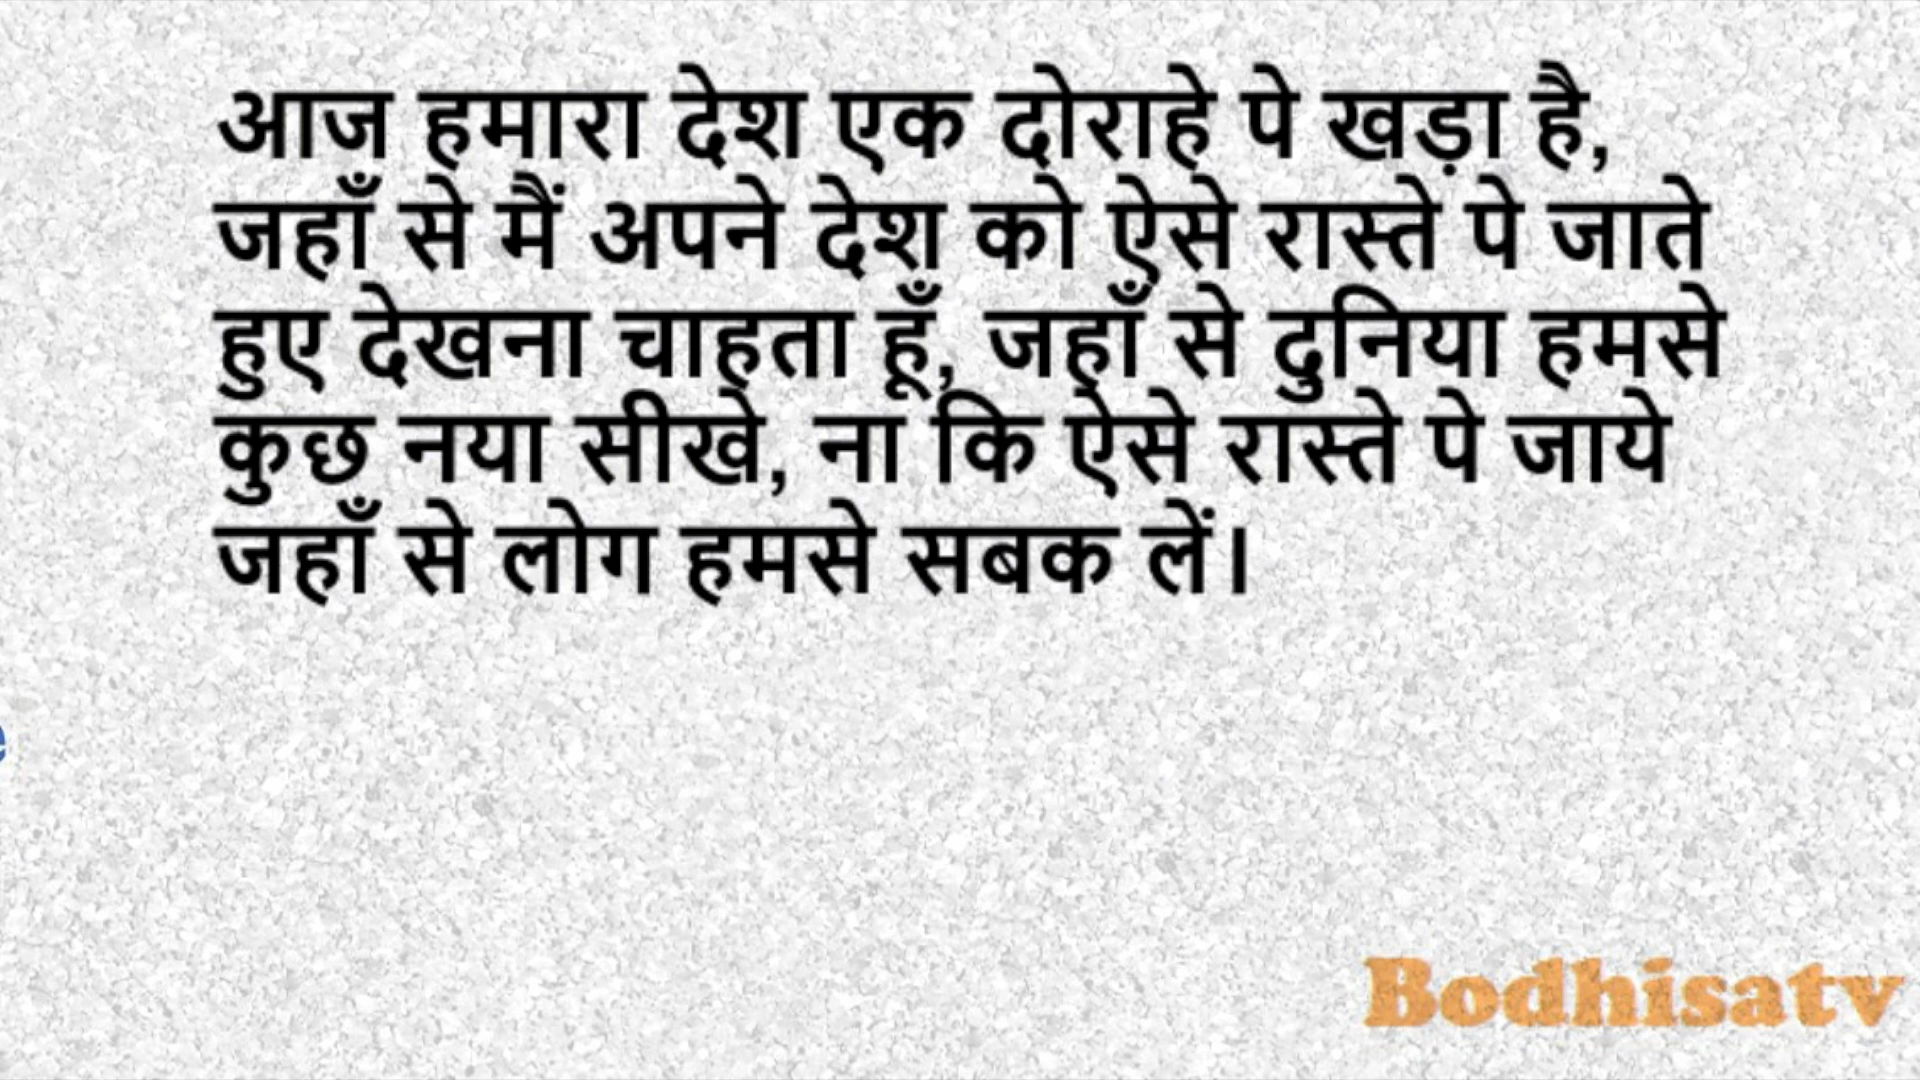 आज हमारा देश एक दोराहे पे खड़ा है,
जहाँ से मैं अपने देश को ऐसे रास्ते पे जाते
हुए देखना चाहता हूँ, जहाँ से दुनिया हमसे
कुछ नया सीखे, ना कि ऐसे रास्ते पे जाये
जहाँ से लोग हमसे सबक लें।
Bodhisatv